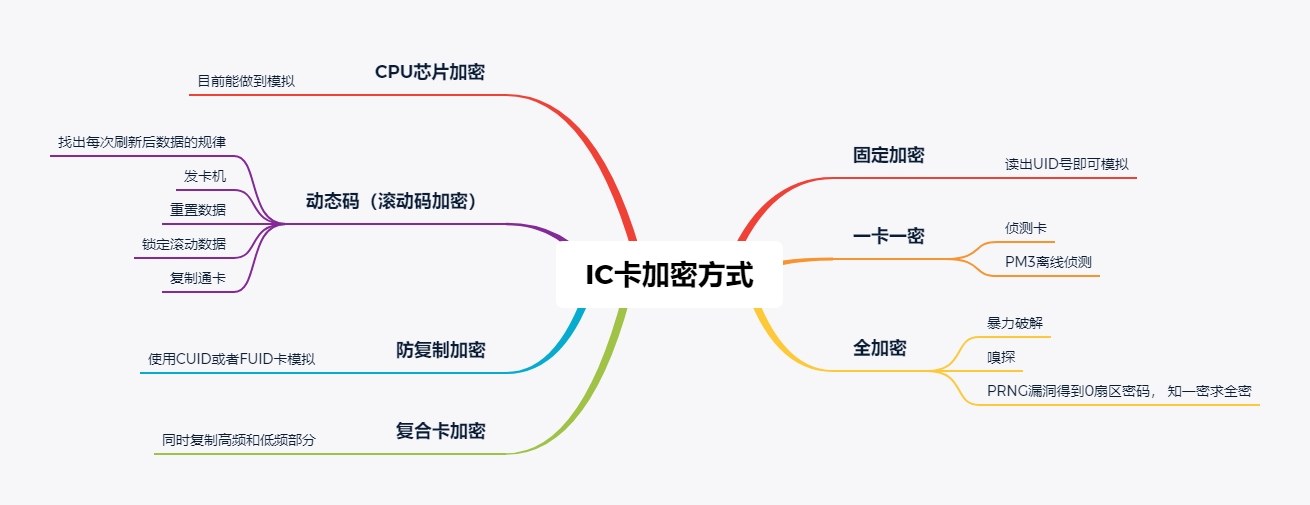 IC卡加密方式
CPU芯片加密
目前能做到模拟
动态码（滚动码加密）
找出每次刷新后数据的规律
发卡机
重置数据
锁定滚动数据
复制通卡
防复制加密
使用CUID或者FUID卡模拟
复合卡加密
同时复制高频和低频部分
固定加密
读出UID号即可模拟
一卡一密
侦测卡
PM3离线侦测
全加密
暴力破解
嗅探
PRNG漏洞得到0扇区密码， 知一密求全密